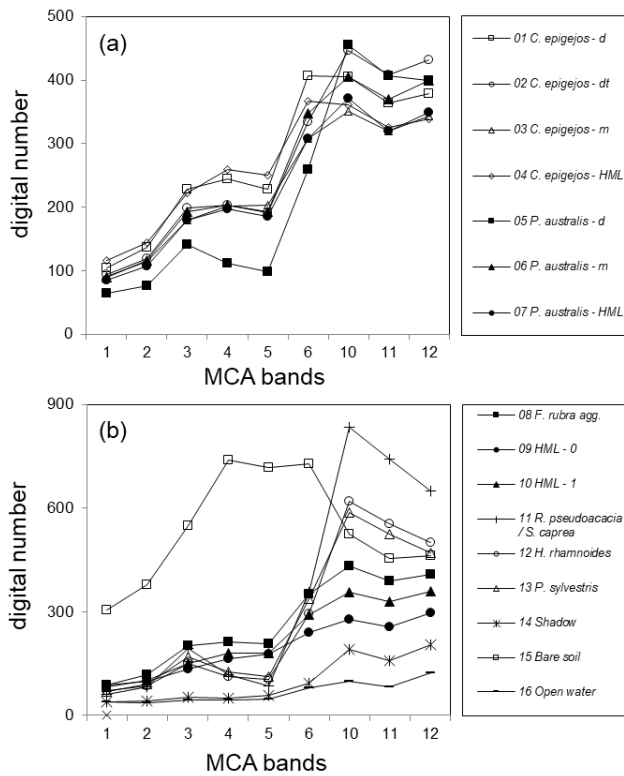 (a)
digital number
500
400
300
200
100
0
1 2 3 4 5 6 10 11 12
MCA bands
01 C. epigejos - d
02 C. epigejos - dt
03 C. epigejos - m
04 C. epigejos - HML
05 P. australis - d
06 P. australis - m
07 P. australis - HML
(b)
digital number
900
600
300
0
1 2 3 4 5 6 10 11 12
MCA bands
08 F. rubra agg.
09 HML - 0
10 HML - 1
11 R. pseudoacacia
/ S. caprea
12 H. rhamnoides
13 P. sylvestris
14 Shadow
15 Bare soil
16 Open water